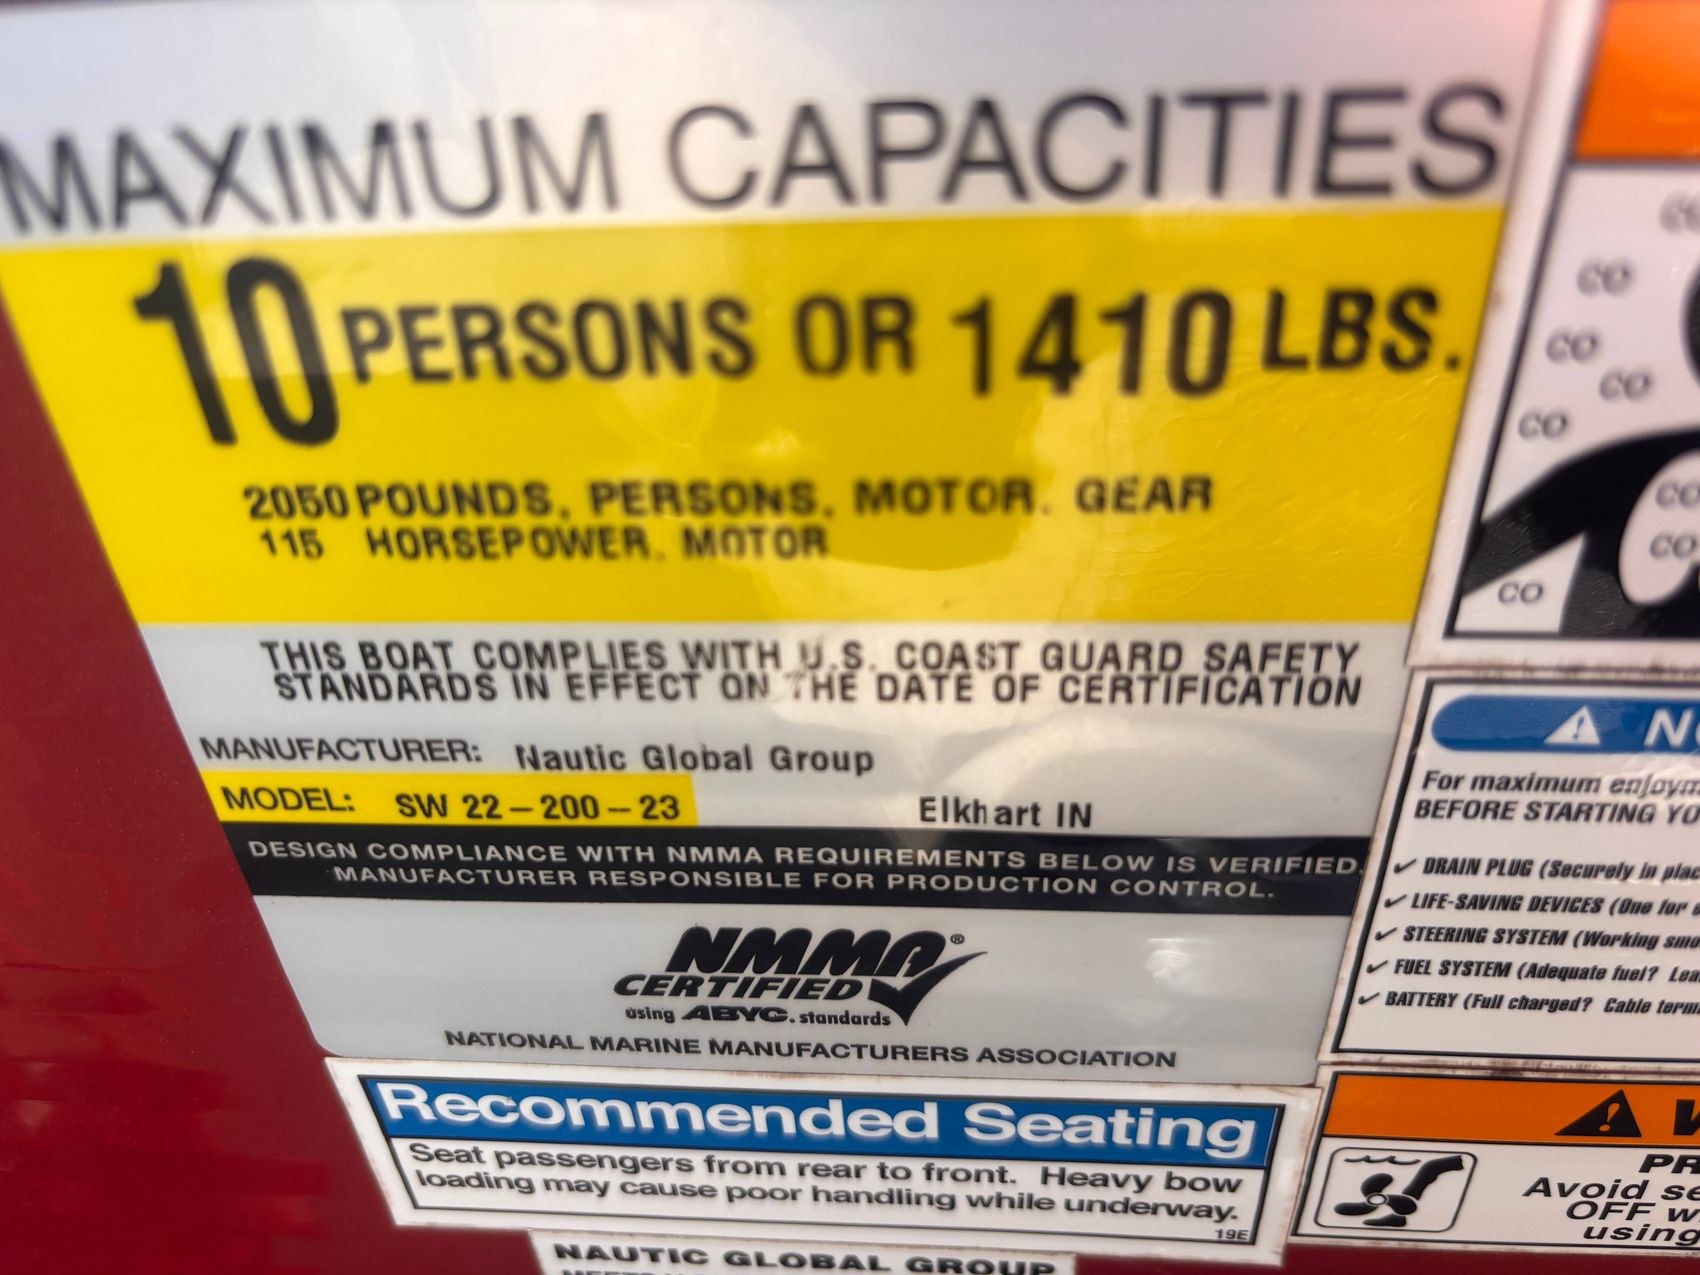 MAXIMUM CAPACITIES
10 PERSONS OR 1410 LBS.
2050 POUNDS, PERSONS, MOTOR, GEAR
115 HORSEPOWER, MOTOR
THIS BOAT COMPLIES WITH U.S. COAST GUARD SAFETY
STANDARDS IN EFFECT ON THE DATE OF CERTIFICATION
MANUFACTURER: Nautic Global Group
MODEL: SW 22-200-23 Elkhart IN
DESIGN COMPLIANCE WITH NMMA REQUIREMENTS BELOW IS VERIFIED.
MANUFACTURER RESPONSIBLE FOR PRODUCTION CONTROL.
NMMA®
CERTIFIED
using ABYC. standards
NATIONAL MARINE MANUFACTURERS ASSOCIATION
Recommended Seating
Seat passengers from rear to front. Heavy bow
loading may cause poor handling while underway.
19E
NAUTIC GLOBAL GROUP
CO
CO
CO
CO
CO
CO
CO
For maximum
BEFORE STARTING
✓ DRAIN PLUG (Securely in
✓ LIFE-SAVING DEVICES (One for
✓ STEERING SYSTEM (Working
✓ FUEL SYSTEM (Adequate fuel?
✓ BATTERY (Full charged? Cable
Avoid
OFF
using